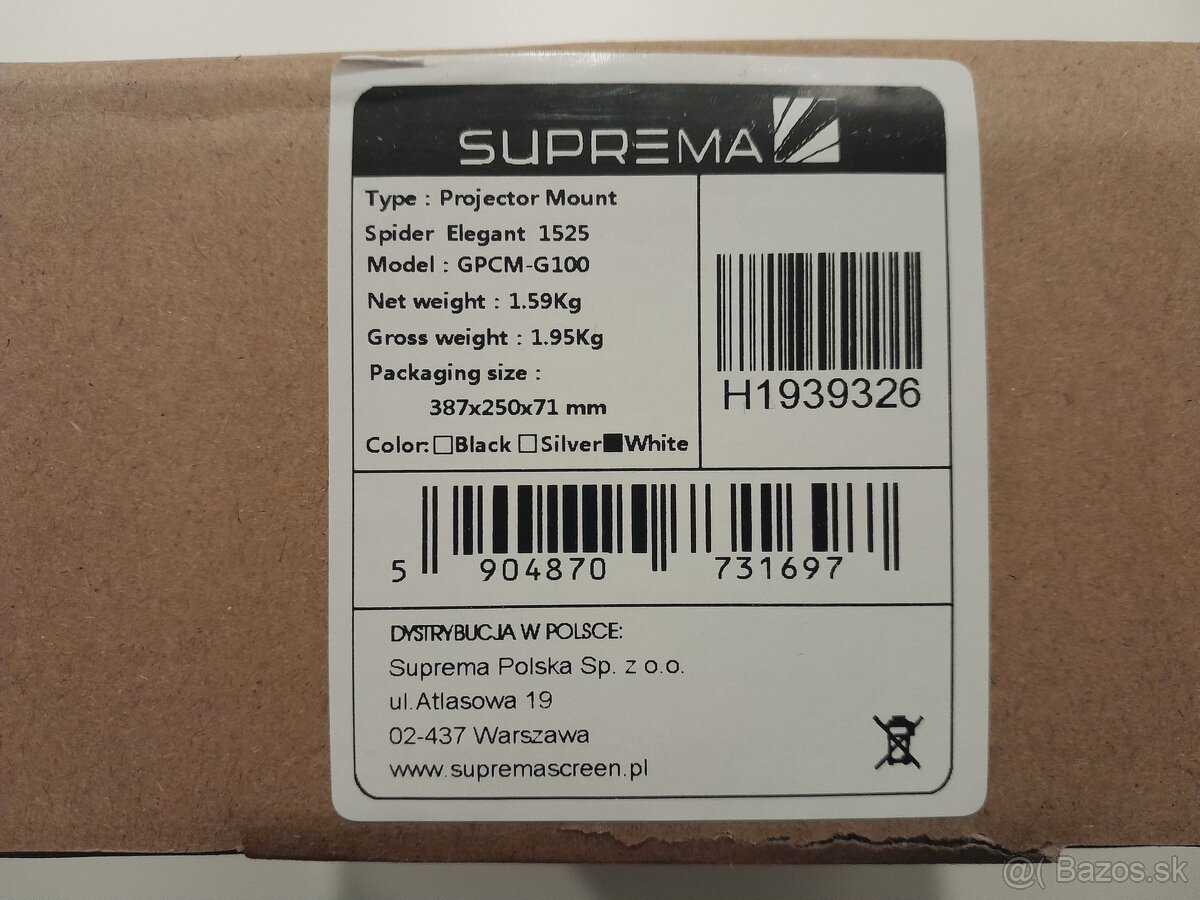 SUPREMA
Type : Projector Mount
Spider Elegant 1525
Model : GPCM-G100
Net weight : 1.59Kg
Gross weight : 1.95Kg
Packaging size :
387x250x71 mm
Color: Black Silver White
H1939326
5 904870 731697
DYSTRYBUCJA W POLSCE:
Suprema Polska Sp. z o.o.
ul.Atlasowa 19
02-437 Warszawa
www.supremascreen.pl
@( Bazos.sk